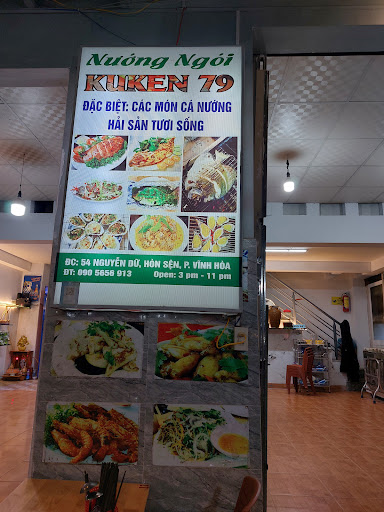 Nướng Ngói
KUKEN 79
ĐẶC BIỆT: CÁC MÓN CÁ NƯỚNG
HẢI SẢN TƯƠI SỐNG
ĐC: 54 NGUYỄN DỮ, HÒN SỆN, P. VĨNH HÒA
ĐT: 090 5656 913 Open: 3 pm - 11 pm